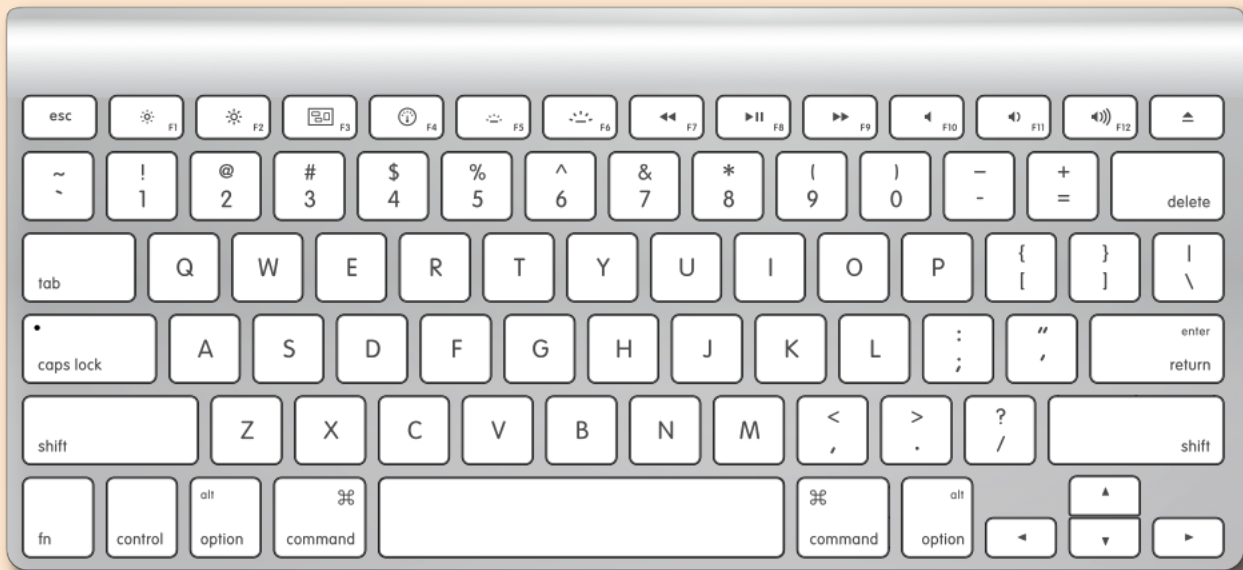 esc F1 F2 F3 F4 F5 F6 F7 F8 F9 F10 F11 F12
~ ! @ # $ % ^ & * ( ) — +
` 1 2 3 4 5 6 7 8 9 0 - = delete
tab Q W E R T Y U I O P { [ } ] | \
caps lock A S D F G H J K L : ; " ' enter return
shift Z X C V B N M < , > . ? / shift
fn control alt option ⌘ command ⌘ command alt option